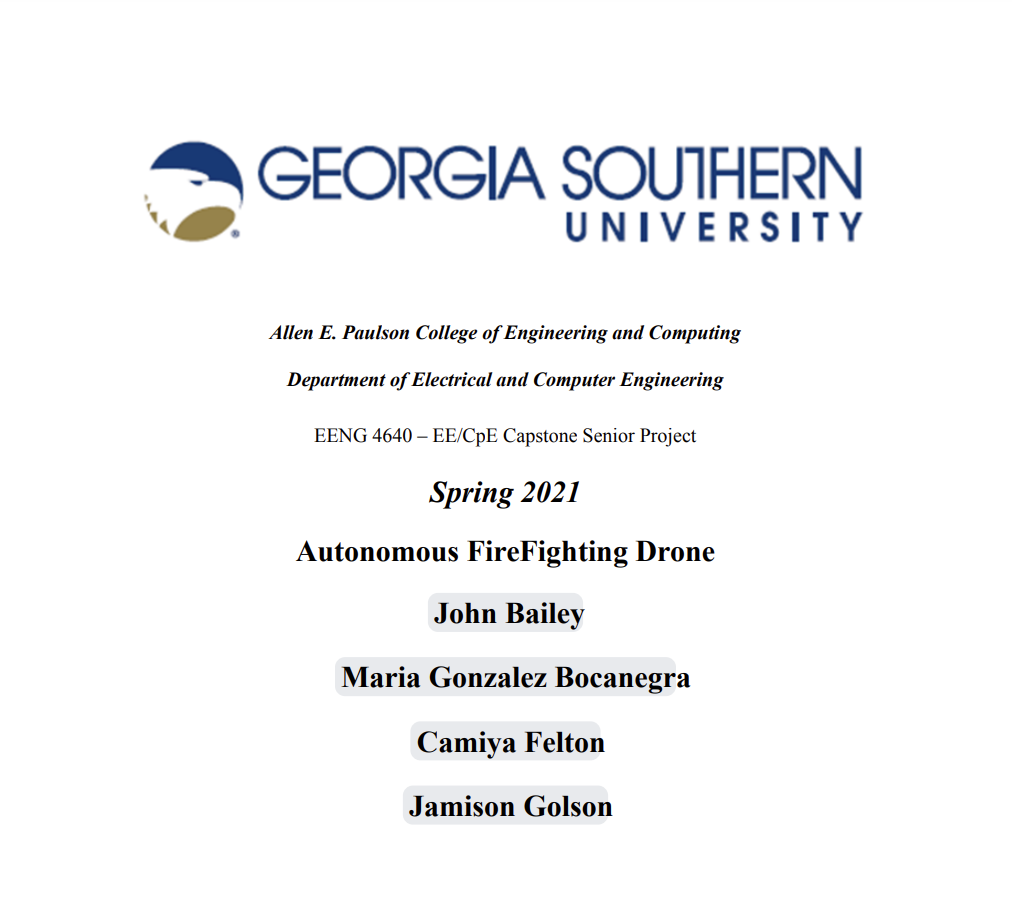 GEORGIA SOUTHERN
UNIVERSITY
®
Allen E. Paulson College of Engineering and Computing
Department of Electrical and Computer Engineering
EENG 4640 – EE/CpE Capstone Senior Project
Spring 2021
Autonomous FireFighting Drone
John Bailey
Maria Gonzalez Bocanegra
Camiya Felton
Jamison Golson